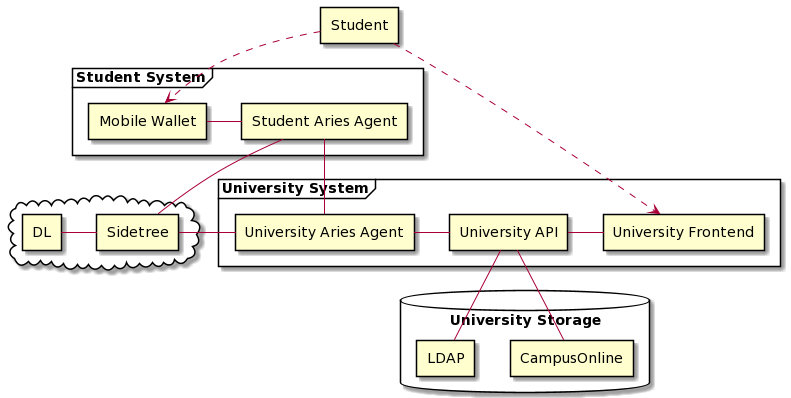 Student
Student System
Mobile Wallet
Student Aries Agent
University System
DL
Sidetree
University Aries Agent
University API
University Frontend
University Storage
LDAP
CampusOnline